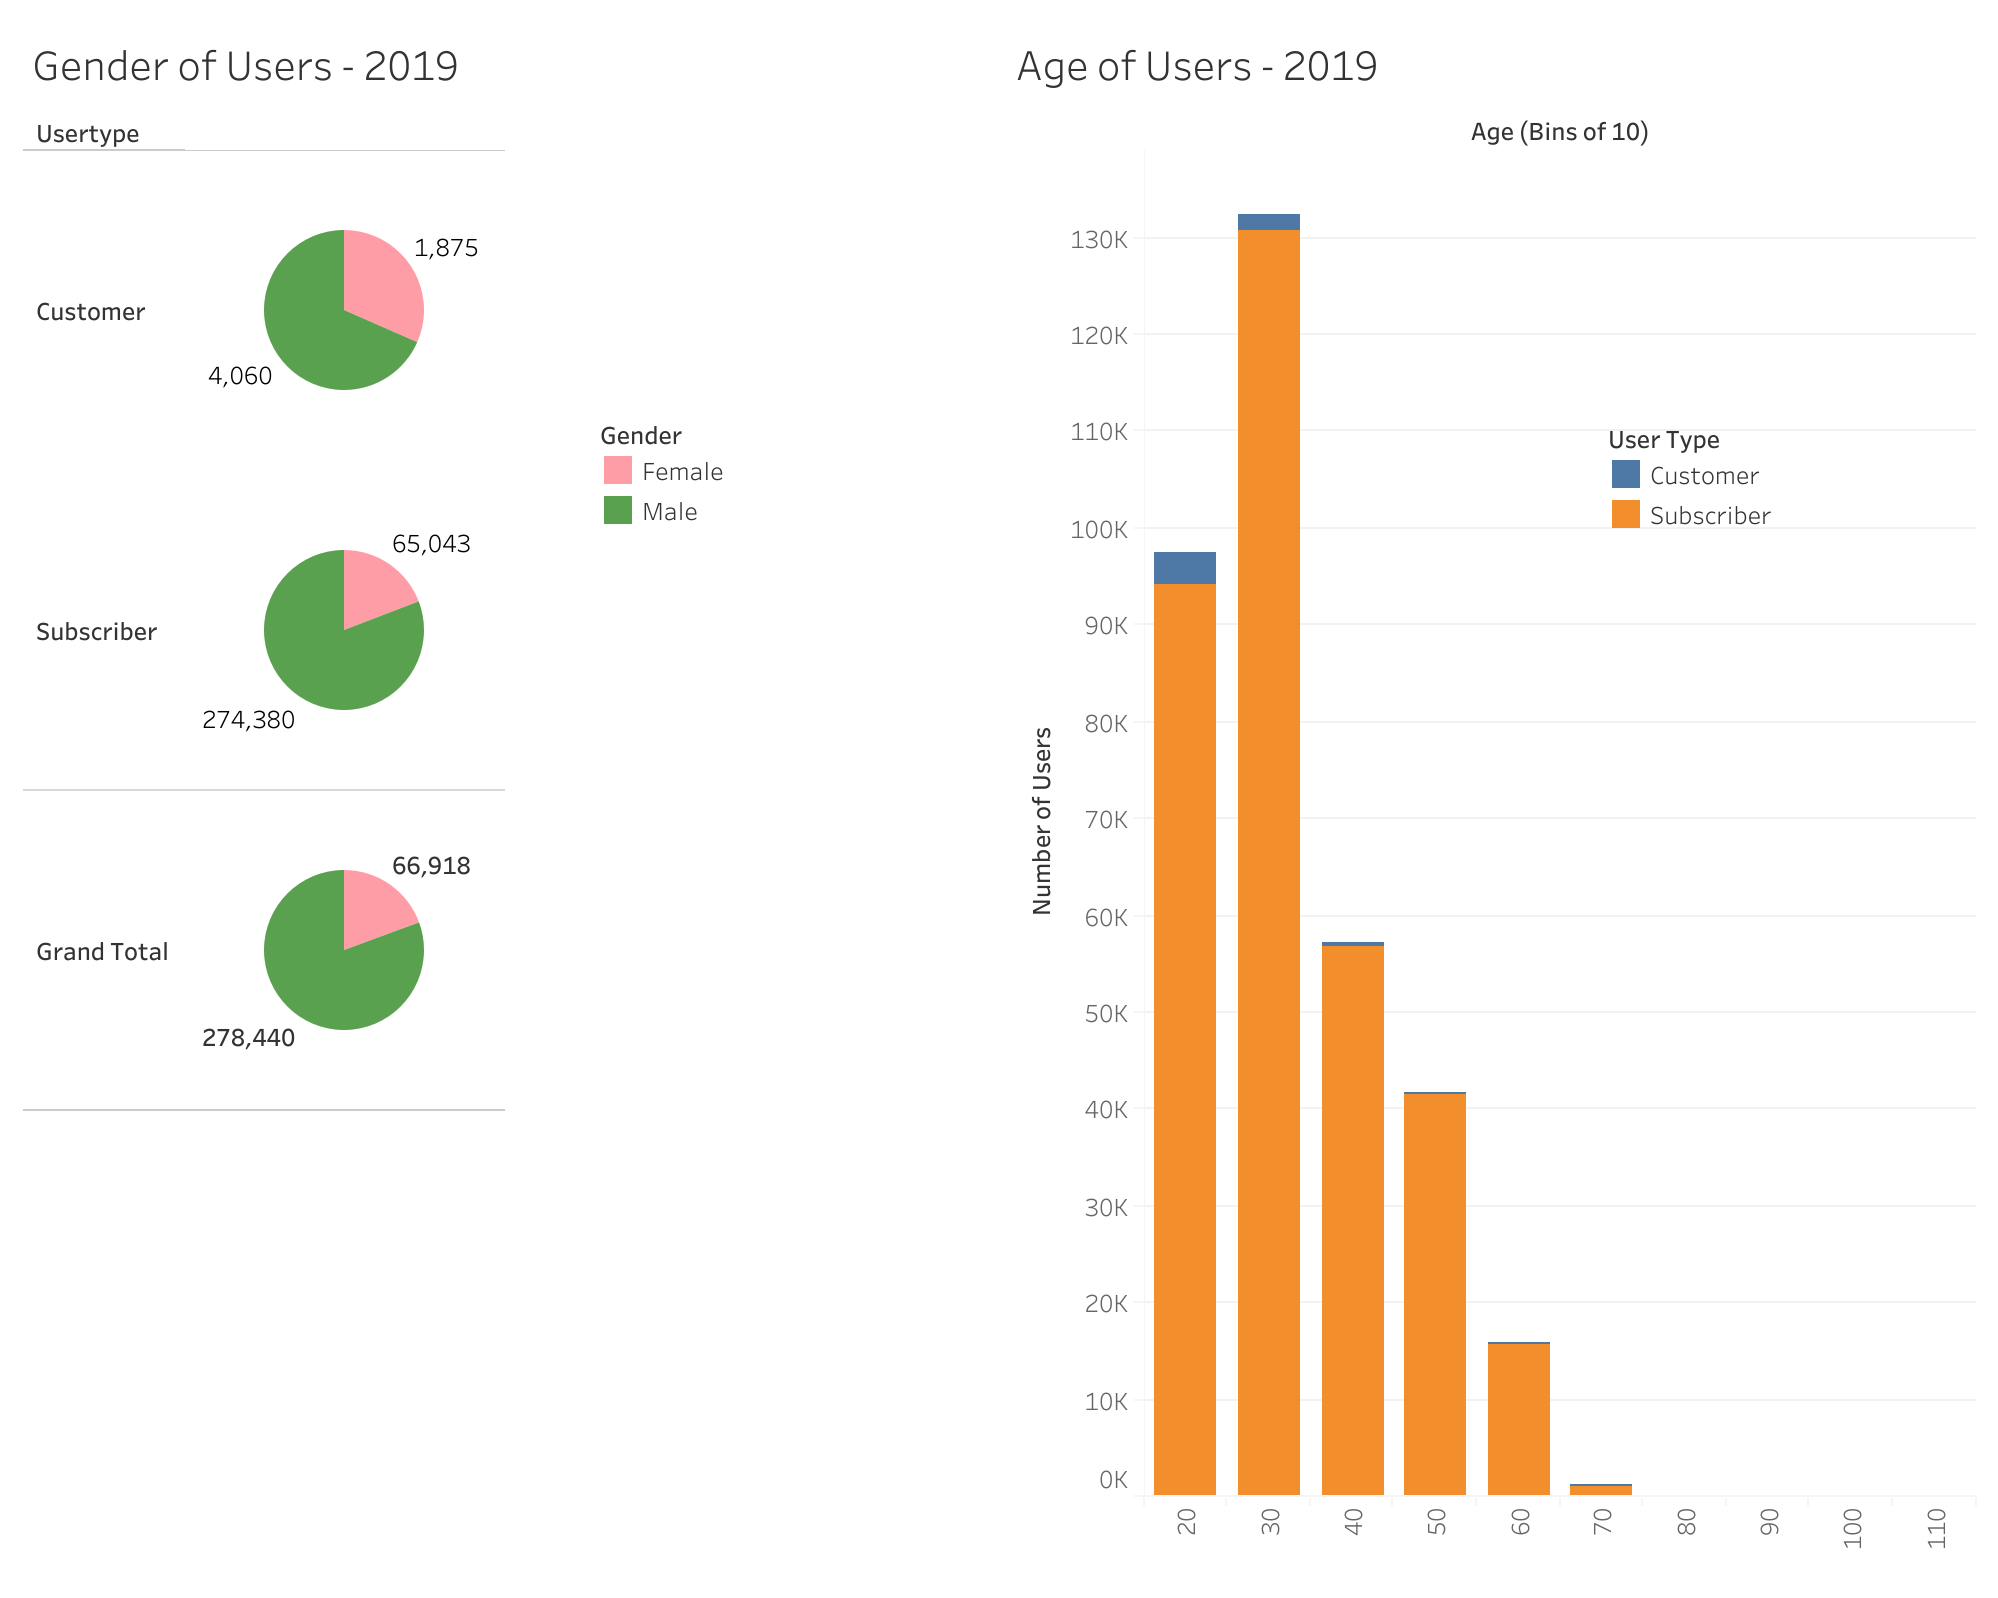 Gender of Users - 2019
Usertype
Customer
1,875
4,060
Subscriber
65,043
274,380
Grand Total
66,918
278,440
Gender
Female
Male
Age of Users - 2019
Age (Bins of 10)
Number of Users
130K
120K
110K
100K
90K
80K
70K
60K
50K
40K
30K
20K
10K
0K
User Type
Customer
Subscriber
20
30
40
50
60
70
80
90
100
110